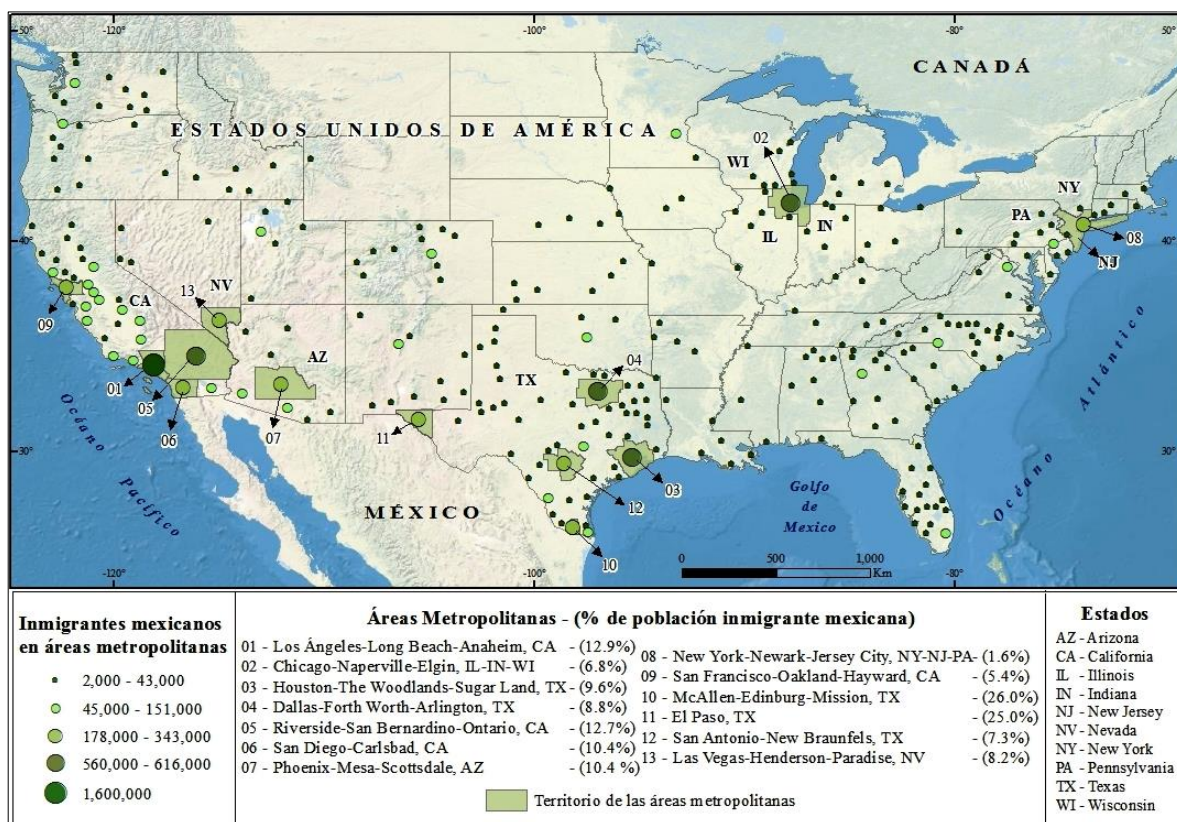 -50°
-100°
-80°
50°
CANADÁ
ESTADOS UNIDOS DE AMÉRICA
02
WI
NY
PA
IL
IN
08
NJ
-40°
40°
NV
13
CA
09
AZ
TX
04
01
05
06
07
11
-30°
30°
03
12
10
Océano Pacífico
MÉXICO
Golfo
de
Mexico
Océano Atlántico
0 500 1,000
Km
-120°
-100°
-80°
Inmigrantes mexicanos
en áreas metropolitanas
2,000 - 43,000
45,000 - 151,000
178,000 - 343,000
560,000 - 616,000
1,600,000
Áreas Metropolitanas - (% de población inmigrante mexicana)
01 - Los Ángeles-Long Beach-Anaheim, CA - (12.9%)
02 - Chicago-Naperville-Elgin, IL-IN-WI - (6.8%)
03 - Houston-The Woodlands-Sugar Land, TX - (9.6%)
04 - Dallas-Forth Worth-Arlington, TX - (8.8%)
05 - Riverside-San Bernardino-Ontario, CA - (12.7%)
06 - San Diego-Carlsbad, CA - (10.4%)
07 - Phoenix-Mesa-Scottsdale, AZ - (10.4 %)
08 - New York-Newark-Jersey City, NY-NJ-PA- (1.6%)
09 - San Francisco-Oakland-Hayward, CA - (5.4%)
10 - McAllen-Edinburg-Mission, TX - (26.0%)
11 - El Paso, TX - (25.0%)
12 - San Antonio-New Braunfels, TX - (7.3%)
13 - Las Vegas-Henderson-Paradise, NV - (8.2%)
Territorio de las áreas metropolitanas
Estados
AZ - Arizona
CA - California
IL - Illinois
IN - Indiana
NJ - New Jersey
NV - Nevada
NY - New York
PA - Pennsylvania
TX - Texas
WI - Wisconsin